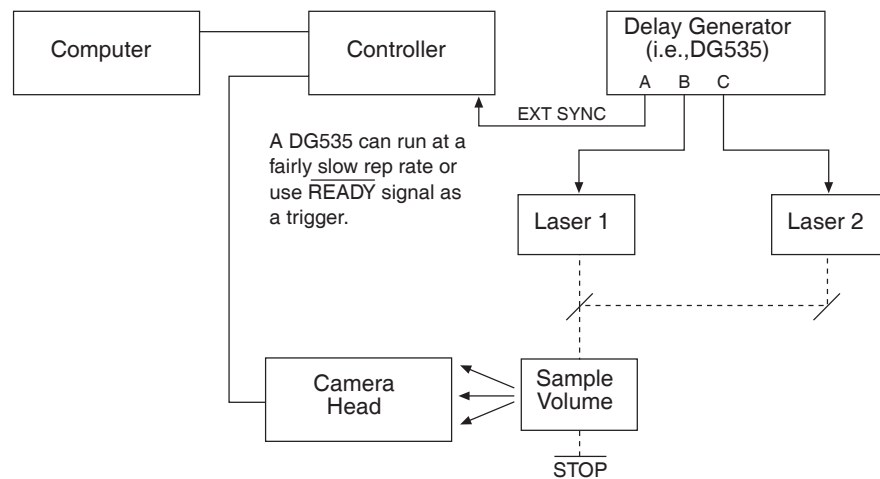 Computer
Controller
Delay Generator
(i.e.,DG535)
A B C
EXT SYNC
A DG535 can run at a
fairly slow rep rate or
use READY signal as
a trigger.
Laser 1
Laser 2
Camera
Head
Sample
Volume
STOP